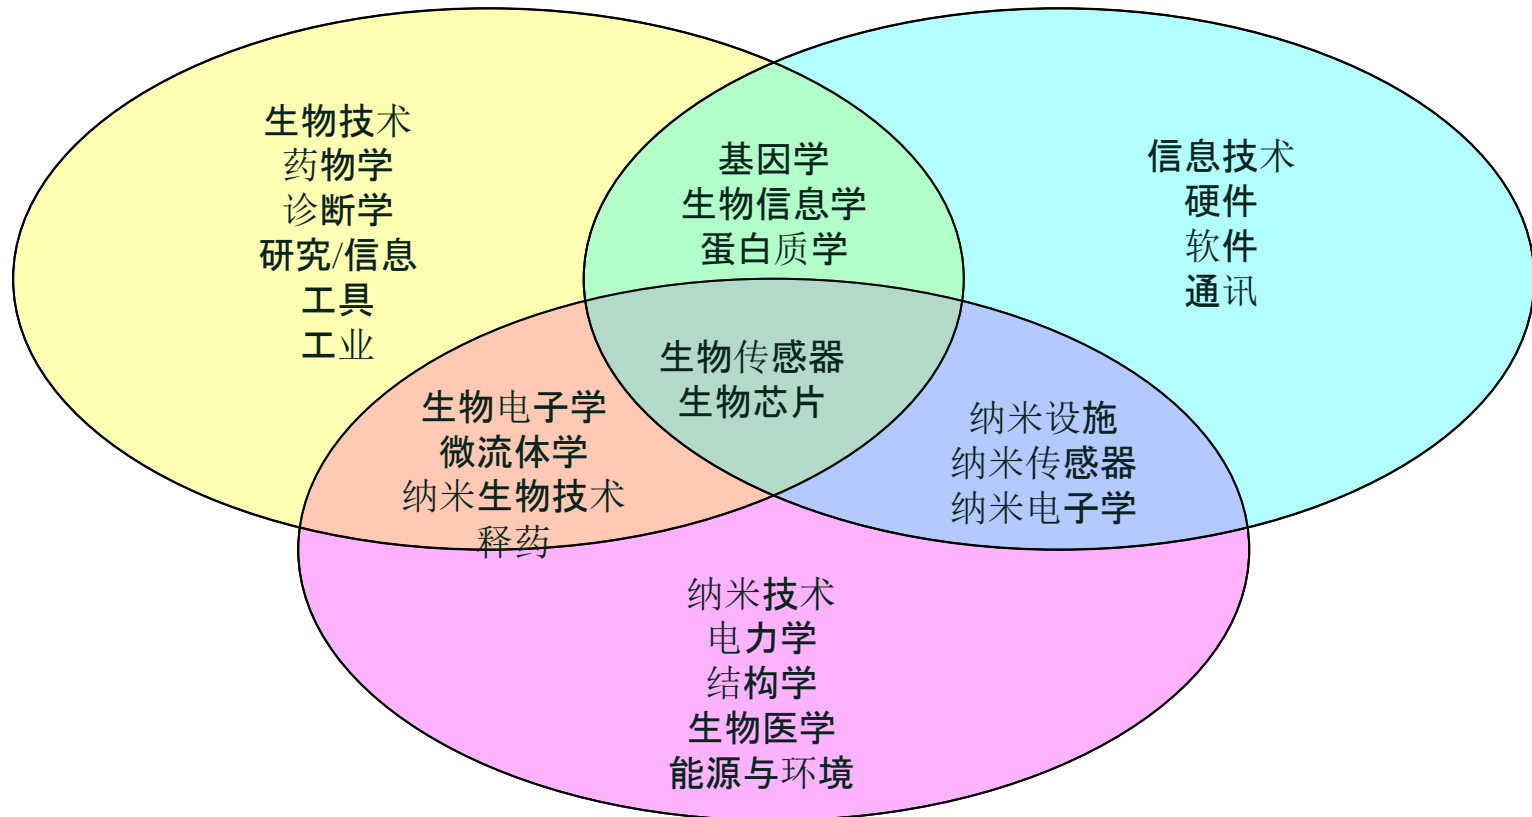 生物技术
药物学
诊断学
研究/信息
工具
工业
基因学
生物信息学
蛋白质学
信息技术
硬件
软件
通讯
生物传感器
生物芯片
生物电子学
微流体学
纳米生物技术
释药
纳米设施
纳米传感器
纳米电子学
纳米技术
电力学
结构学
生物医学
能源与环境